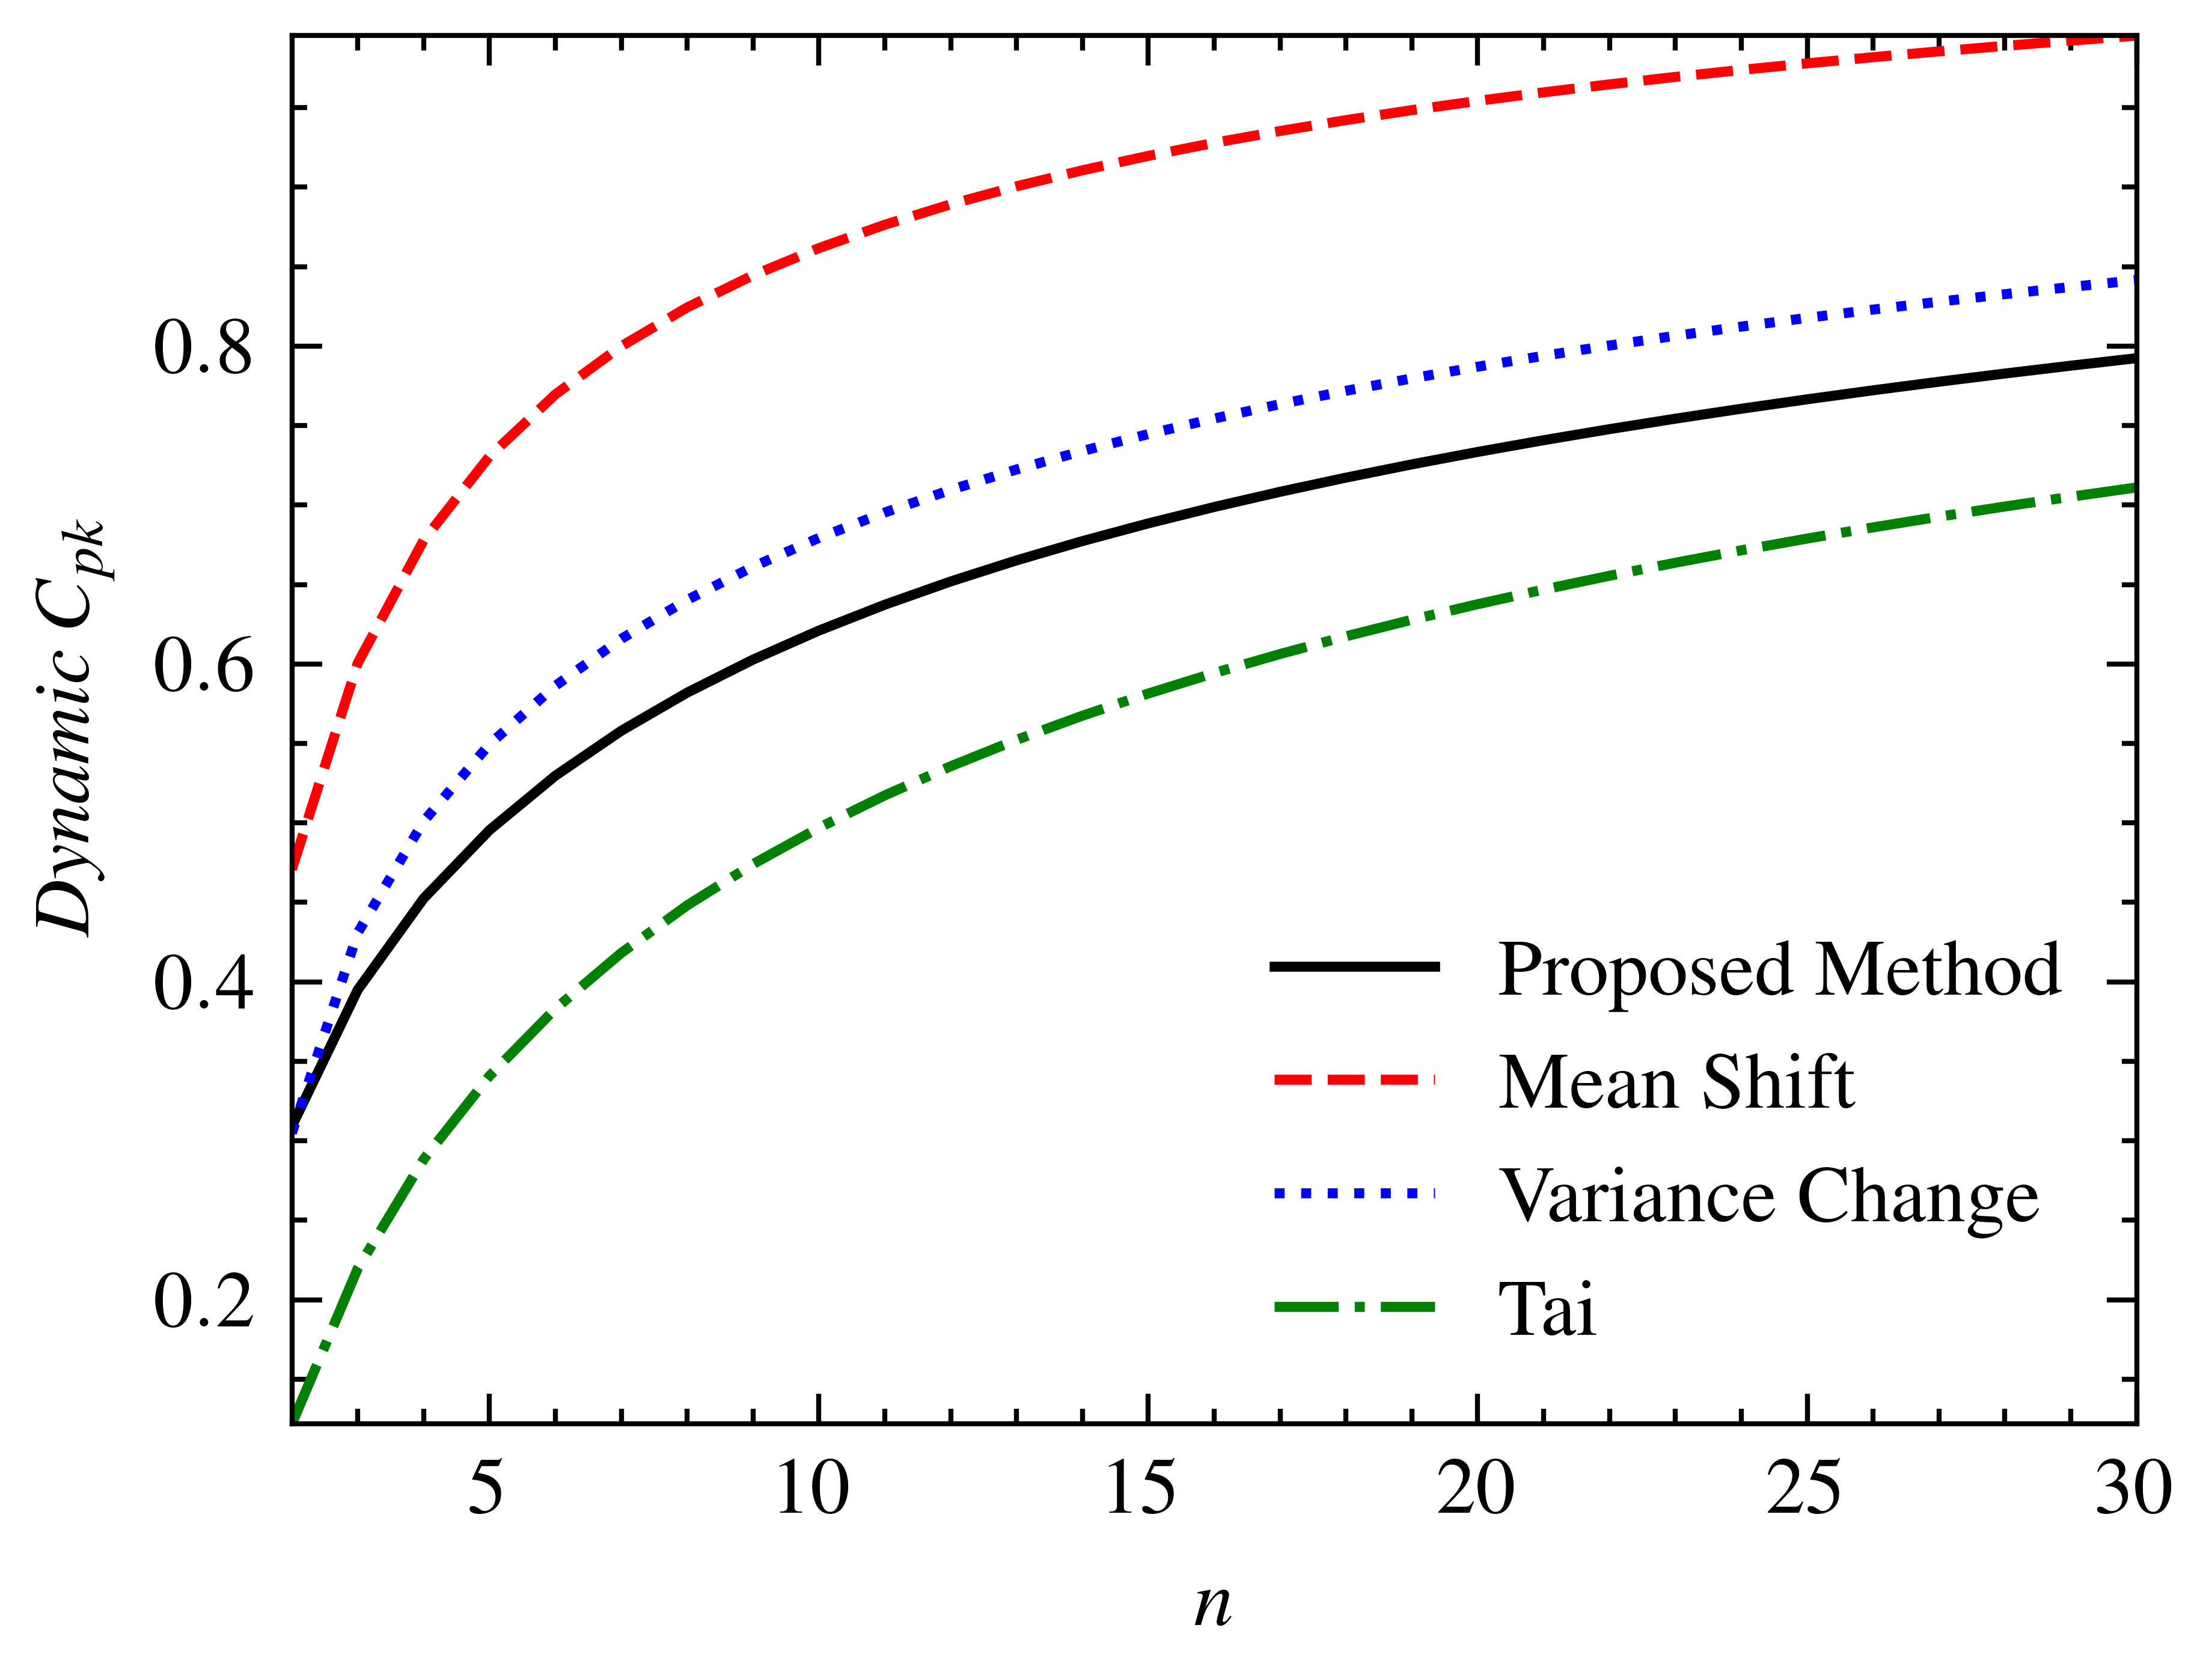 Dynamic C_pk
0.8
0.6
0.4
0.2
Proposed Method
Mean Shift
Variance Change
Tai
5 10 15 20 25 30
n